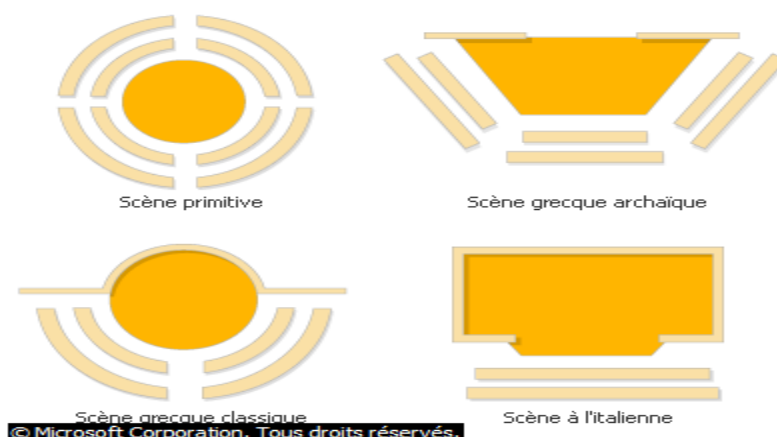 Scène primitive
Scène grecque archaïque
Scène grecque classique
Scène à l'italienne
© Microsoft Corporation. Tous droits réservés.